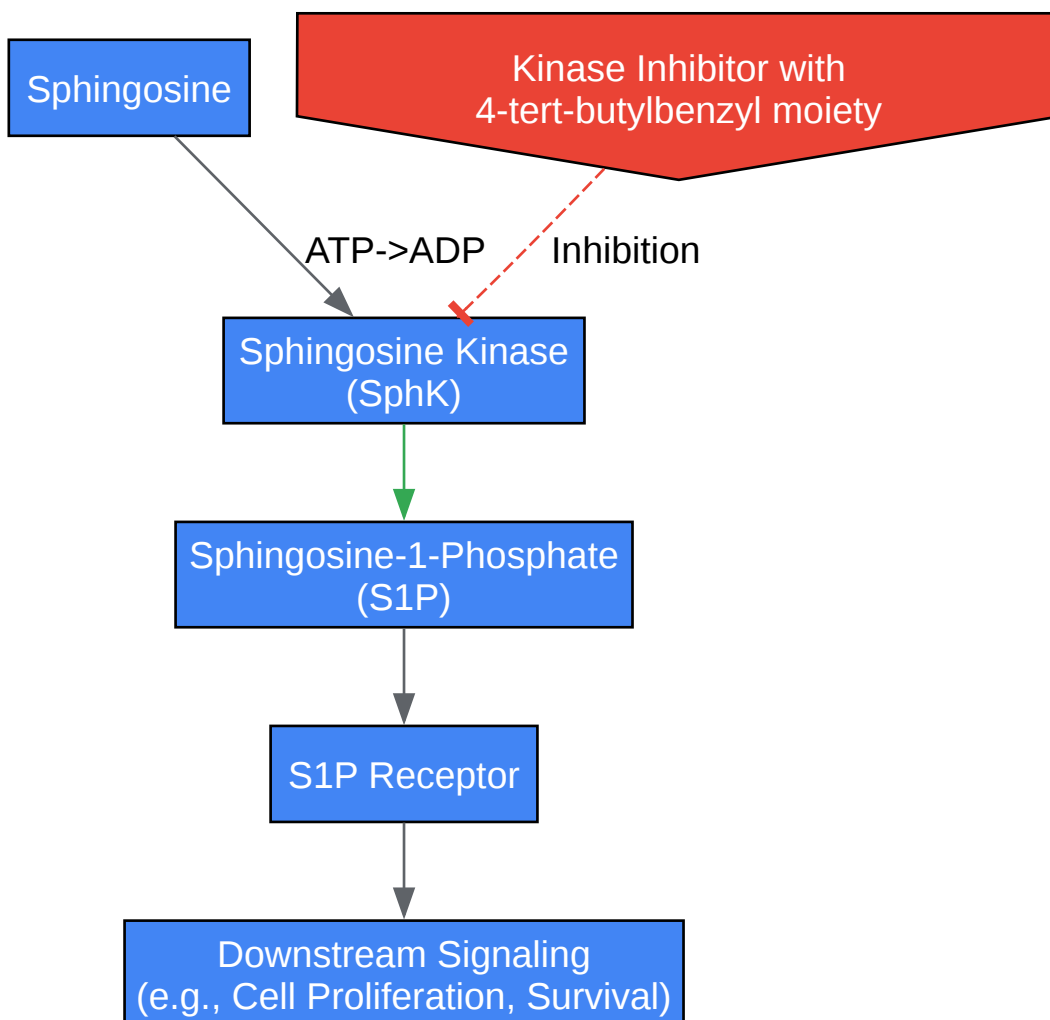 Sphingosine
Kinase Inhibitor with
4-tert-butylbenzyl moiety
ATP->ADP
Inhibition
Sphingosine Kinase
(SphK)
Sphingosine-1-Phosphate
(S1P)
S1P Receptor
Downstream Signaling
(e.g., Cell Proliferation, Survival)